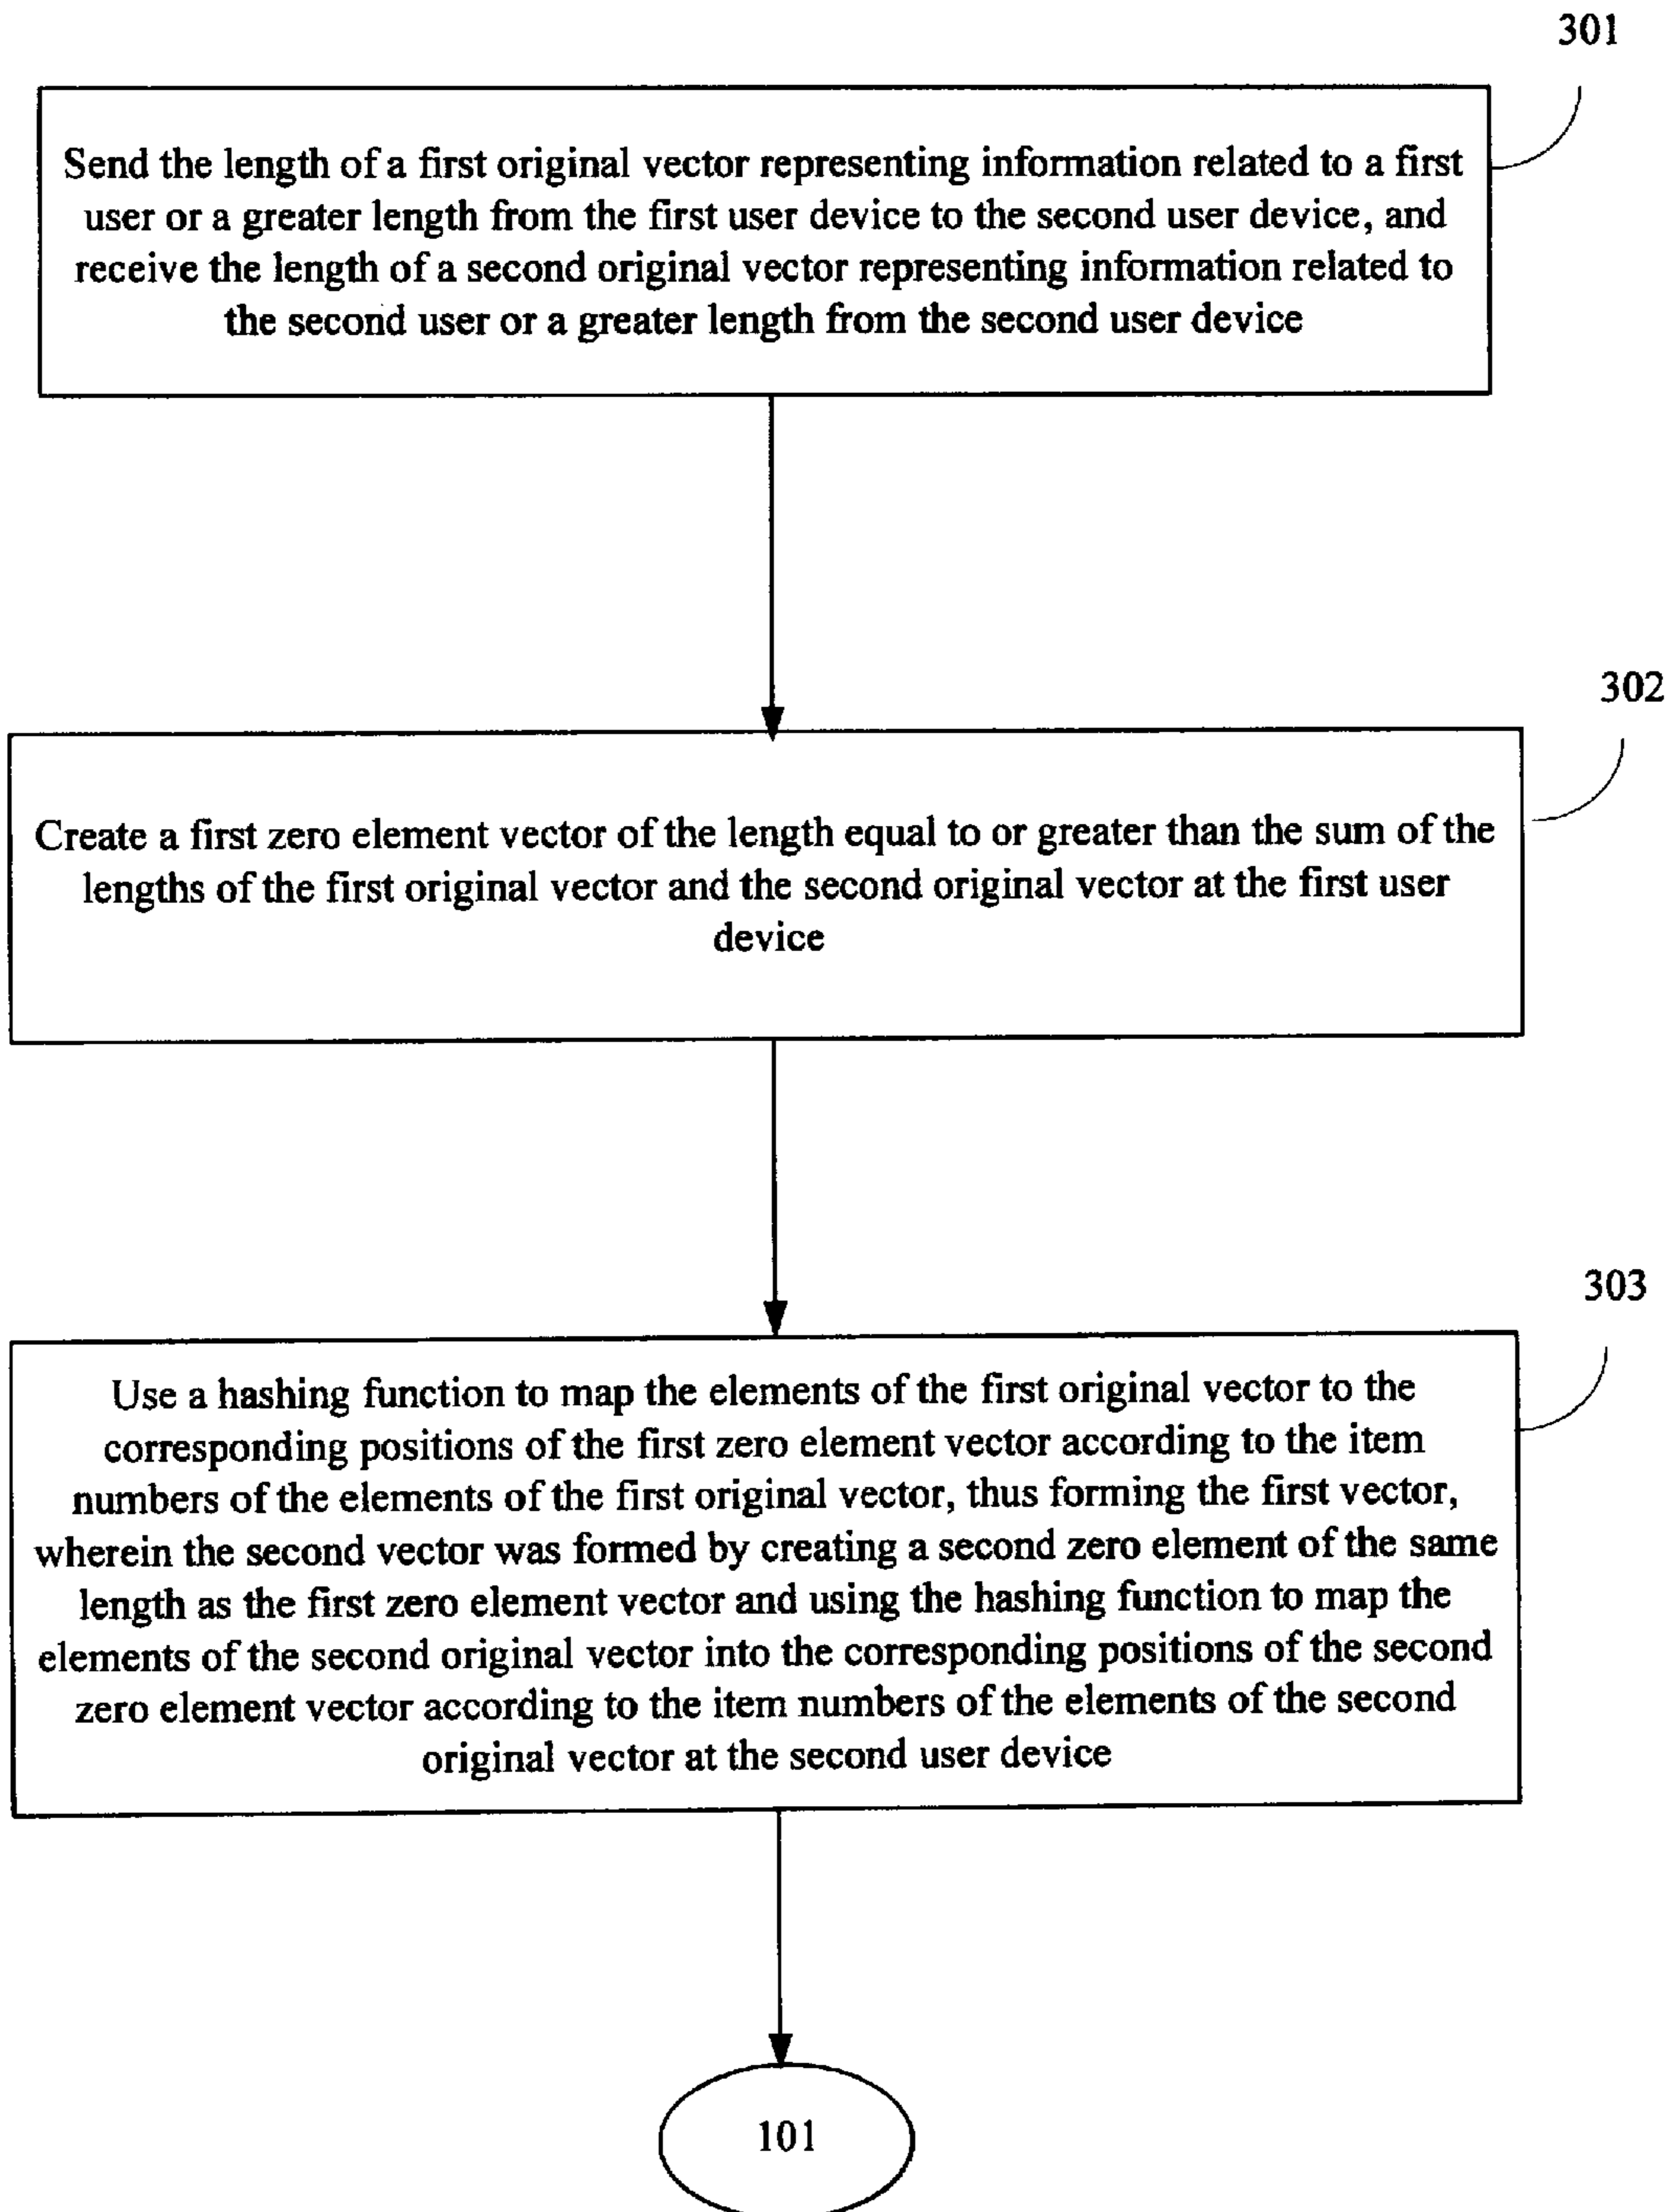 301
Send the length of a first original vector representing information related to a first
user or a greater length from the first user device to the second user device, and
receive the length of a second original vector representing information related to
the second user or a greater length from the second user device
302
Create a first zero element vector of the length equal to or greater than the sum of the
lengths of the first original vector and the second original vector at the first user
device
303
Use a hashing function to map the elements of the first original vector to the
corresponding positions of the first zero element vector according to the item
numbers of the elements of the first original vector, thus forming the first vector,
wherein the second vector was formed by creating a second zero element of the same
length as the first zero element vector and using the hashing function to map the
elements of the second original vector into the corresponding positions of the second
zero element vector according to the item numbers of the elements of the second
original vector at the second user device
101